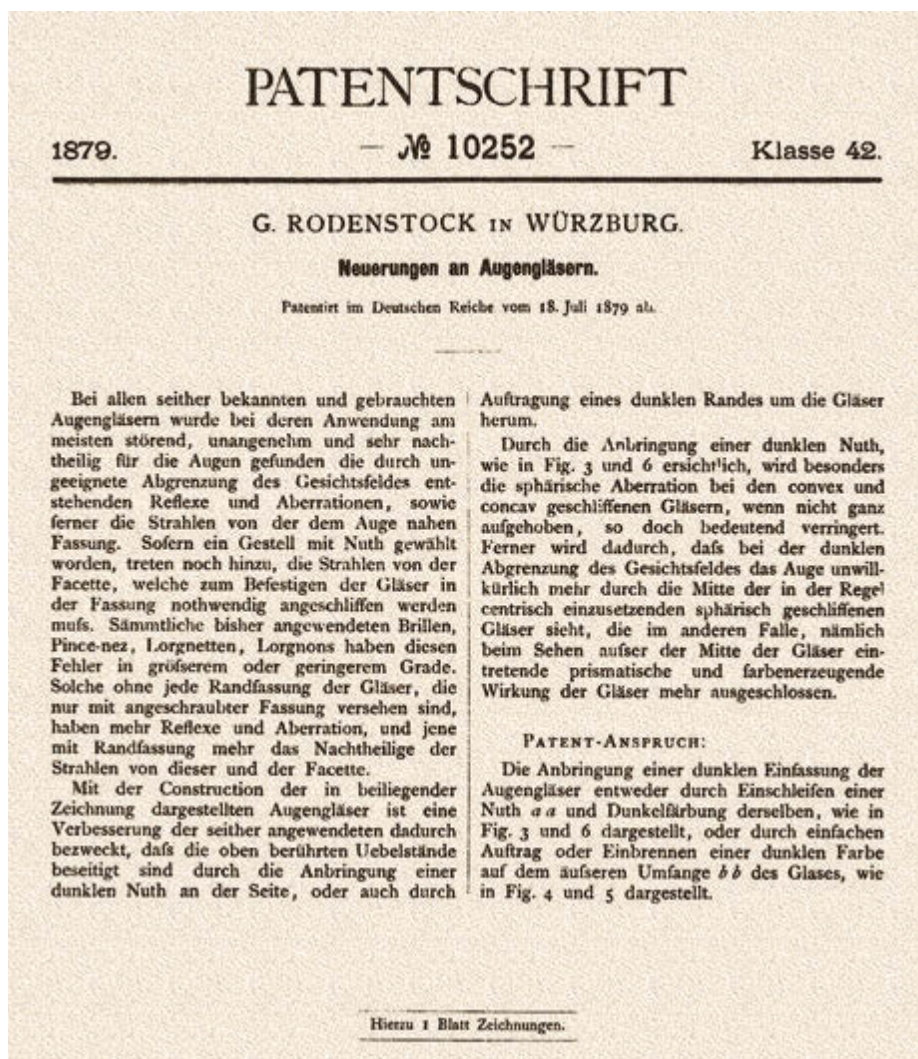 PATENTSCHRIFT
1879.
— № 10252 —
Klasse 42.
G. RODENSTOCK IN WÜRZBURG.
Neuerungen an Augengläsern.
Patentirt im Deutschen Reiche vom 18. Juli 1879 ab.
Bei allen seither bekannten und gebrauchten
Augengläsern wurde bei deren Anwendung am
meisten störend, unangenehm und sehr nach-
theilig für die Augen gefunden die durch un-
geeignete Abgrenzung des Gesichtsfeldes ent-
stehenden Reflexe und Aberrationen, sowie
ferner die Strahlen von der dem Auge nahen
Fassung. Sofern ein Gestell mit Nuth gewählt
worden, treten noch hinzu, die Strahlen von der
Facette, welche zum Befestigen der Gläser in
der Fassung nothwendig angeschliffen werden
muſs. Sämmtliche bisher angewendeten Brillen,
Pince-nez, Lorgnetten, Lorgnons haben diesen
Fehler in gröſserem oder geringerem Grade.
Solche ohne jede Randfassung der Gläser, die
nur mit angeschraubter Fassung versehen sind,
haben mehr Reflexe und Aberration, und jene
mit Randfassung mehr das Nachtheilige der
Strahlen von dieser und der Facette.
Mit der Construction der in beiliegender
Zeichnung dargestellten Augengläser ist eine
Verbesserung der seither angewendeten dadurch
bezweckt, daſs die oben berührten Uebelstände
beseitigt sind durch die Anbringung einer
dunklen Nuth an der Seite, oder auch durch
Auftragung eines dunklen Randes um die Gläser
herum.
Durch die Anbringung einer dunklen Nuth,
wie in Fig. 3 und 6 ersichtlich, wird besonders
die sphärische Aberration bei den convex und
concav geschliffenen Gläsern, wenn nicht ganz
aufgehoben, so doch bedeutend verringert.
Ferner wird dadurch, daſs bei der dunklen
Abgrenzung des Gesichtsfeldes das Auge unwill-
kürlich mehr durch die Mitte der in der Regel
centrisch einzusetzenden sphärisch geschliffenen
Gläser sieht, die im anderen Falle, nämlich
beim Sehen auſser der Mitte der Gläser ein-
tretende prismatische und farbenerzeugende
Wirkung der Gläser mehr ausgeschlossen.
PATENT-ANSPRUCH:
Die Anbringung einer dunklen Einfassung der
Augengläser entweder durch Einschleifen einer
Nuth a a und Dunkelfärbung derselben, wie in
Fig. 3 und 6 dargestellt, oder durch einfachen
Auftrag oder Einbrennen einer dunklen Farbe
auf dem äuſseren Umfange b b des Glases, wie
in Fig. 4 und 5 dargestellt.
Hierzu 1 Blatt Zeichnungen.